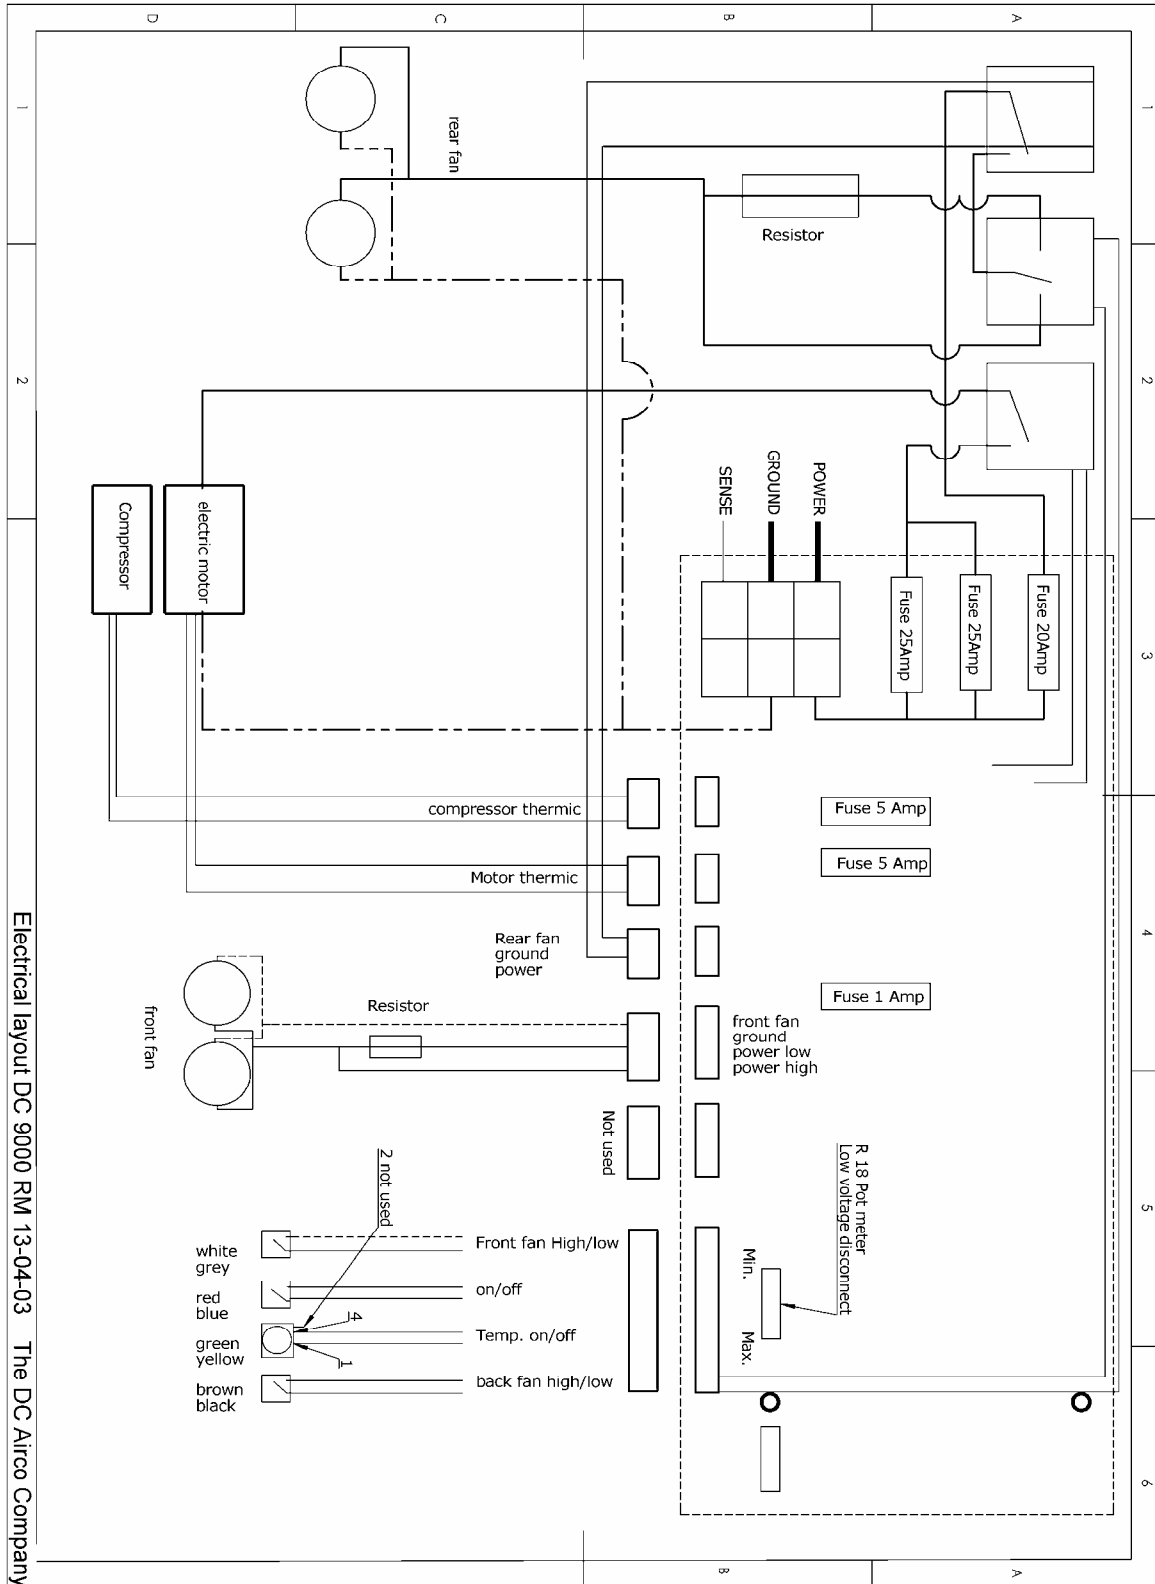 D
C
B
A
1
rear fan
Resistor
1
2
2
SENSE
GROUND
POWER
Compressor
electric motor
Fuse 25Amp
Fuse 25Amp
Fuse 20Amp
3
compressor thermic
Fuse 5 Amp
Motor thermic
Fuse 5 Amp
Rear fan
ground
power
4
Fuse 1 Amp
Resistor
front fan
front fan
ground
power low
power high
Not used
R 18 Pot meter
Low voltage disconnect
5
2 not used
Min.
Max.
white
grey
Front fan High/low
red
blue
on/off
4
green
yellow
1
Temp. on/off
brown
black
back fan high/low
6
B
A
Electrical layout DC 9000 RM 13-04-03 The DC Airco Company